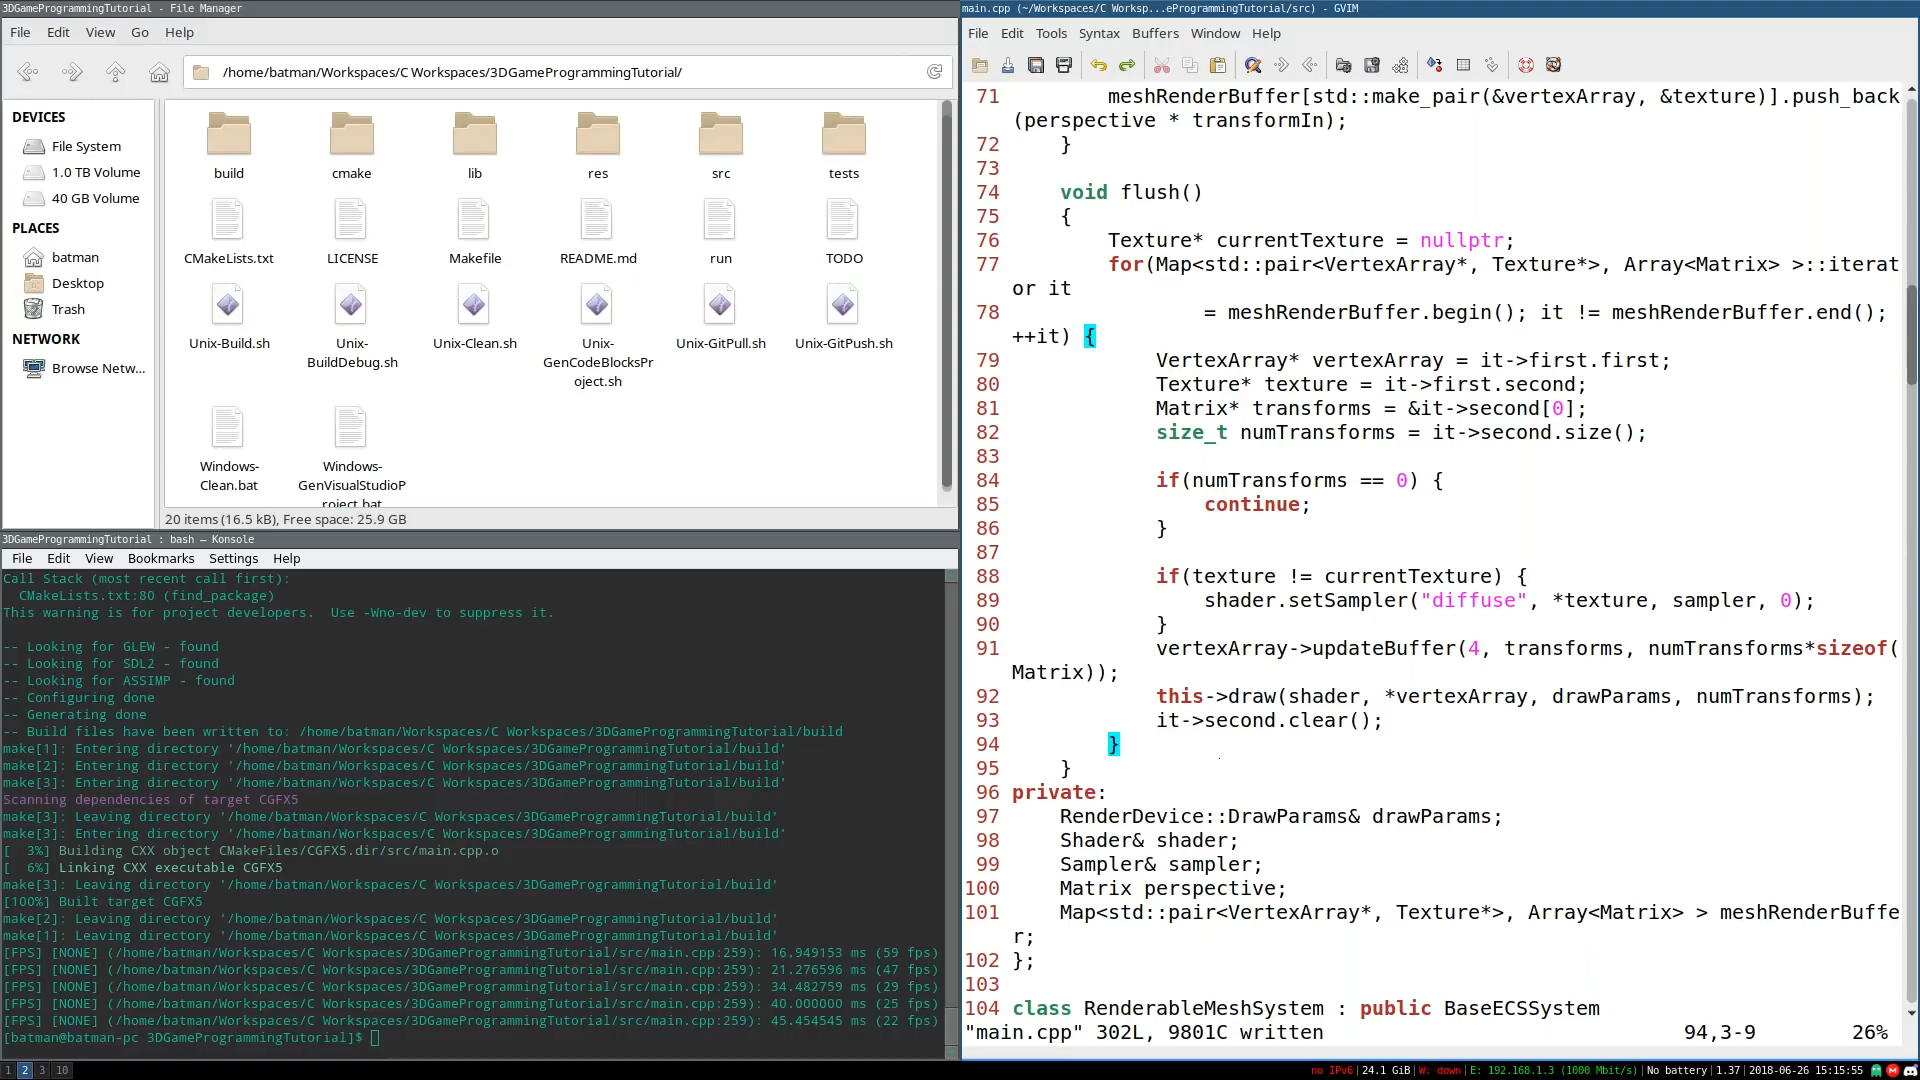 3DGameProgrammingTutorial - File Manager
File Edit View Go Help
/home/batman/Workspaces/C Workspaces/3DGameProgrammingTutorial/
DEVICES
File System
1.0 TB Volume
40 GB Volume
PLACES
batman
Desktop
Trash
NETWORK
Browse Netw...
build cmake lib res src tests
CMakeLists.txt LICENSE Makefile README.md run TODO
Unix-Build.sh Unix-BuildDebug.sh Unix-Clean.sh Unix-GenCodeBlocksProject.sh Unix-GitPull.sh Unix-GitPush.sh
Windows-Clean.bat Windows-GenVisualStudioProject.bat
20 items (16.5 kB), Free space: 25.9 GB
3DGameProgrammingTutorial : bash — Konsole
File Edit View Bookmarks Settings Help
Call Stack (most recent call first):
  CMakeLists.txt:80 (find_package)
This warning is for project developers.  Use -Wno-dev to suppress it.
-- Looking for GLEW - found
-- Looking for SDL2 - found
-- Looking for ASSIMP - found
-- Configuring done
-- Generating done
-- Build files have been written to: /home/batman/Workspaces/C Workspaces/3DGameProgrammingTutorial/build
make[1]: Entering directory '/home/batman/Workspaces/C Workspaces/3DGameProgrammingTutorial/build'
make[2]: Entering directory '/home/batman/Workspaces/C Workspaces/3DGameProgrammingTutorial/build'
make[3]: Entering directory '/home/batman/Workspaces/C Workspaces/3DGameProgrammingTutorial/build'
Scanning dependencies of target CGFX5
make[3]: Leaving directory '/home/batman/Workspaces/C Workspaces/3DGameProgrammingTutorial/build'
make[3]: Entering directory '/home/batman/Workspaces/C Workspaces/3DGameProgrammingTutorial/build'
[  3%] Building CXX object CMakeFiles/CGFX5.dir/src/main.cpp.o
[  6%] Linking CXX executable CGFX5
make[3]: Leaving directory '/home/batman/Workspaces/C Workspaces/3DGameProgrammingTutorial/build'
[100%] Built target CGFX5
make[2]: Leaving directory '/home/batman/Workspaces/C Workspaces/3DGameProgrammingTutorial/build'
make[1]: Leaving directory '/home/batman/Workspaces/C Workspaces/3DGameProgrammingTutorial/build'
[FPS] [NONE] (/home/batman/Workspaces/C Workspaces/3DGameProgrammingTutorial/src/main.cpp:259): 16.949153 ms (59 fps)
[FPS] [NONE] (/home/batman/Workspaces/C Workspaces/3DGameProgrammingTutorial/src/main.cpp:259): 21.276596 ms (47 fps)
[FPS] [NONE] (/home/batman/Workspaces/C Workspaces/3DGameProgrammingTutorial/src/main.cpp:259): 34.482759 ms (29 fps)
[FPS] [NONE] (/home/batman/Workspaces/C Workspaces/3DGameProgrammingTutorial/src/main.cpp:259): 40.000000 ms (25 fps)
[FPS] [NONE] (/home/batman/Workspaces/C Workspaces/3DGameProgrammingTutorial/src/main.cpp:259): 45.454545 ms (22 fps)
[batman@batman-pc 3DGameProgrammingTutorial]$
main.cpp (~/Workspaces/C Worksp...eProgrammingTutorial/src) - GVIM
File Edit Tools Syntax Buffers Window Help
71         meshRenderBuffer[std::make_pair(&vertexArray, &texture)].push_back
(perspective * transformIn);
72     }
73
74     void flush()
75     {
76         Texture* currentTexture = nullptr;
77         for(Map<std::pair<VertexArray*, Texture*>, Array<Matrix> >::iterat
or it
78                 = meshRenderBuffer.begin(); it != meshRenderBuffer.end();
++it) {
79             VertexArray* vertexArray = it->first.first;
80             Texture* texture = it->first.second;
81             Matrix* transforms = &it->second[0];
82             size_t numTransforms = it->second.size();
83
84             if(numTransforms == 0) {
85                 continue;
86             }
87
88             if(texture != currentTexture) {
89                 shader.setSampler("diffuse", *texture, sampler, 0);
90             }
91             vertexArray->updateBuffer(4, transforms, numTransforms*sizeof(
Matrix));
92             this->draw(shader, *vertexArray, drawParams, numTransforms);
93             it->second.clear();
94         }
95     }
96 private:
97     RenderDevice::DrawParams& drawParams;
98     Shader& shader;
99     Sampler& sampler;
100     Matrix perspective;
101     Map<std::pair<VertexArray*, Texture*>, Array<Matrix> > meshRenderBuffe
r;
102 };
103
104 class RenderableMeshSystem : public BaseECSSystem
"main.cpp" 302L, 9801C written 94,3-9 26%
1 2 3 10
no IPv6|24.1 GiB|W: down|E: 192.168.1.3 (1000 Mbit/s)|No battery|1.37|2018-06-26 15:15:55